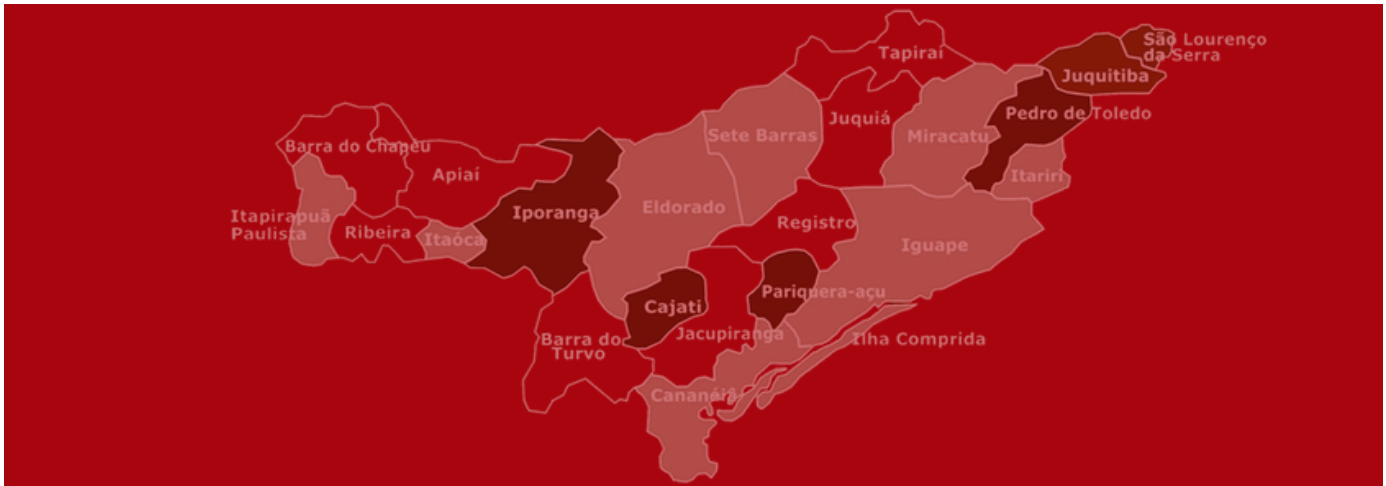 São Lourenço
da Serra
Tapiraí
Juquitiba
Pedro de Toledo
Juquiá
Sete Barras
Miracatu
Barra do Chapéu
Apiaí
Itariri
Itapirapuã
Paulista
Ribeira
Itaóca
Iporanga
Eldorado
Registro
Iguape
Cajati
Pariquera-açu
Barra do
Turvo
Jacupiranga
Ilha Comprida
Cananéia